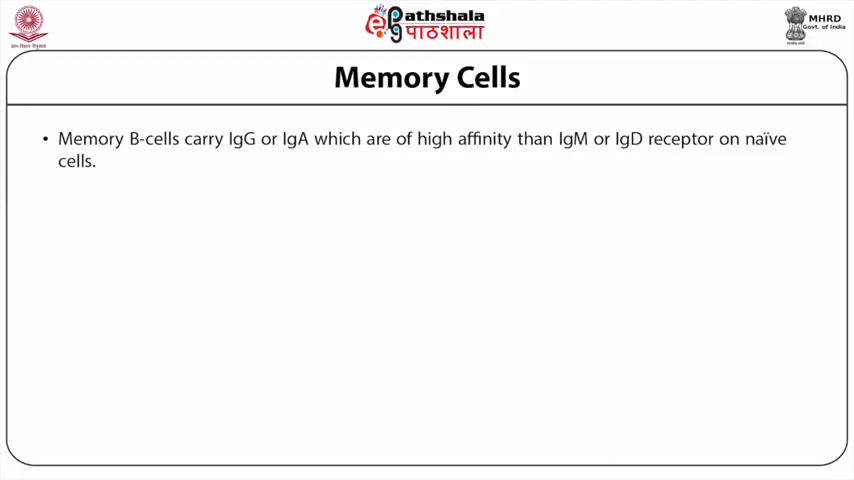 Pathshala
पाठशाला
MHRD
Govt. of India
Memory Cells
• Memory B-cells carry IgG or IgA which are of high affinity than IgM or IgD receptor on naïve
cells.